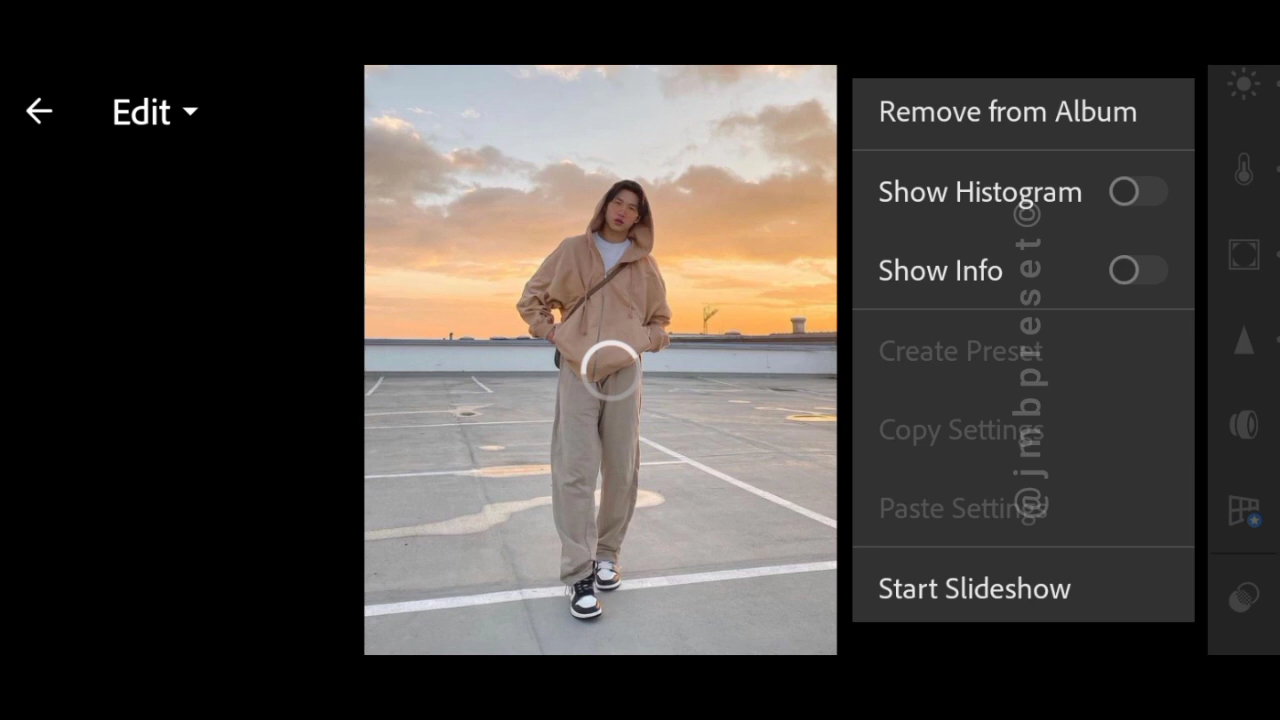 Edit
Remove from Album
Show Histogram
Show Info
Create Preset
Copy Settings
Paste Settings
Start Slideshow
@jmbpreset©